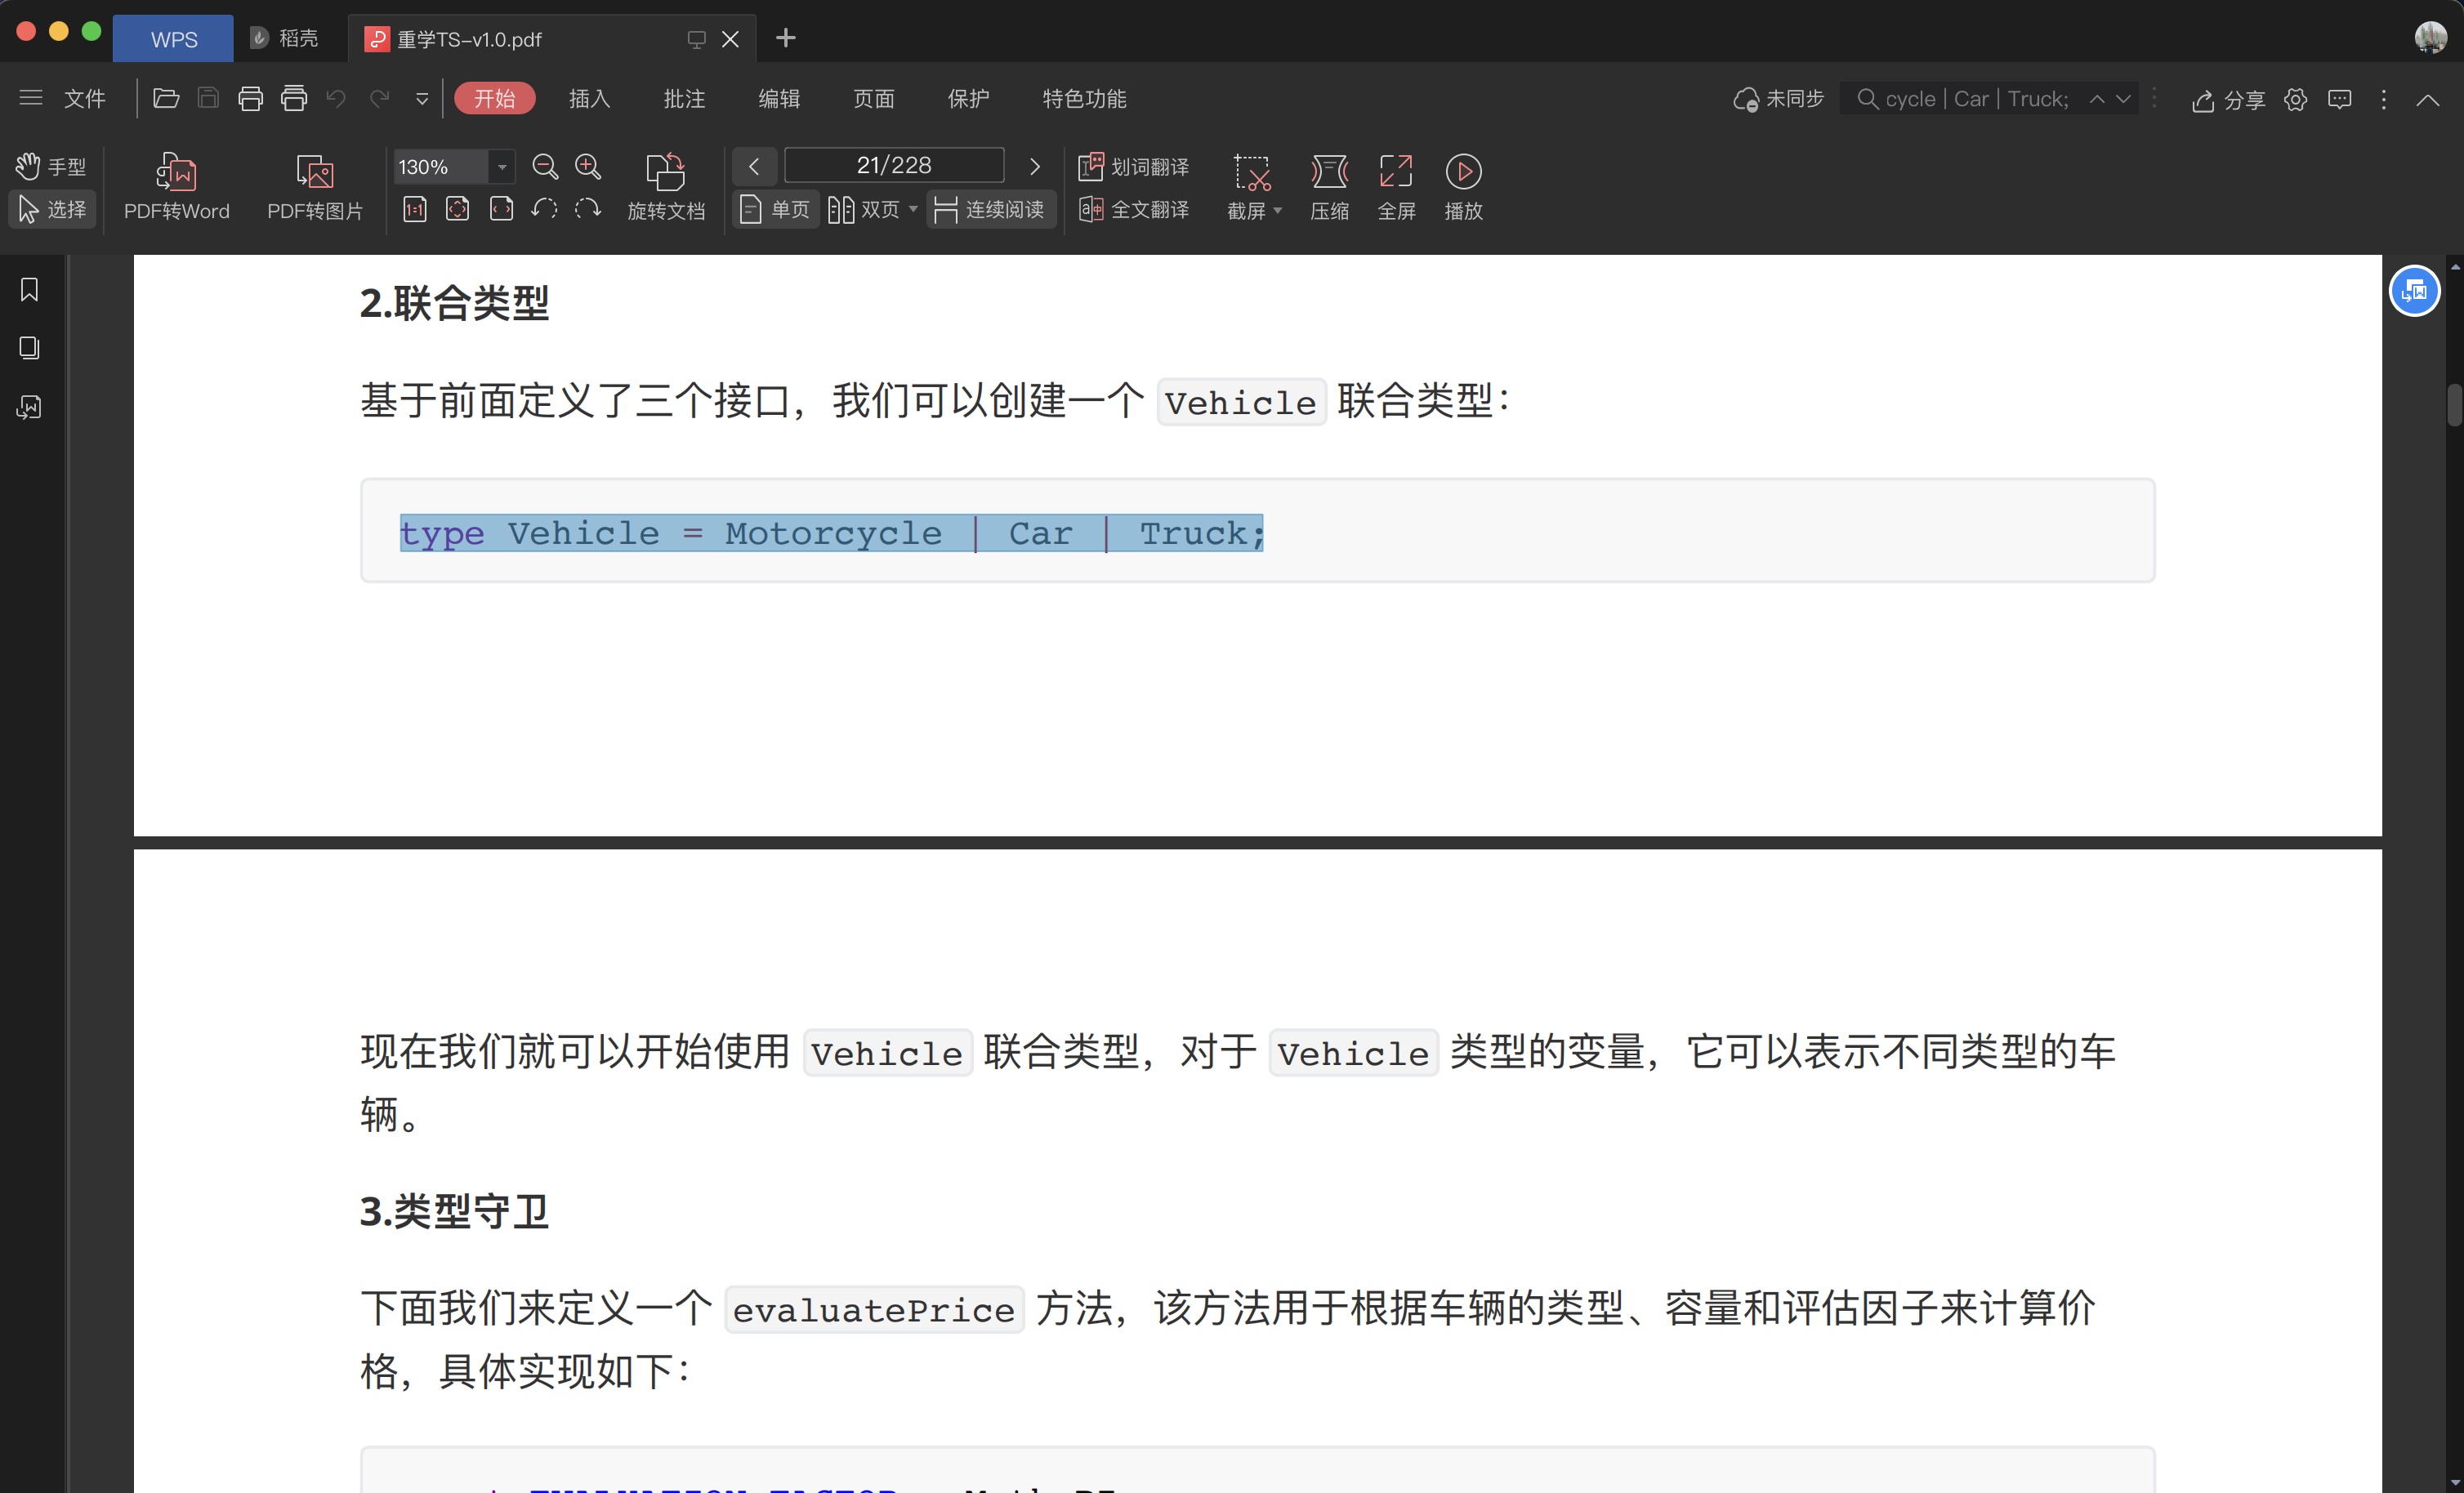 WPS 稻壳 重学TS-v1.0.pdf
文件 开始 插入 批注 编辑 页面 保护 特色功能 未同步 cycle | Car | Truck; 分享
手型 130% 21/228 划词翻译
选择 PDF转Word PDF转图片 1:1 旋转文档 单页 双页 连续阅读 全文翻译 截屏 压缩 全屏 播放
2.联合类型
基于前面定义了三个接口，我们可以创建一个 Vehicle 联合类型：
type Vehicle = Motorcycle | Car | Truck;
现在我们就可以开始使用 Vehicle 联合类型，对于 Vehicle 类型的变量，它可以表示不同类型的车
辆。
3.类型守卫
下面我们来定义一个 evaluatePrice 方法，该方法用于根据车辆的类型、容量和评估因子来计算价
格，具体实现如下：